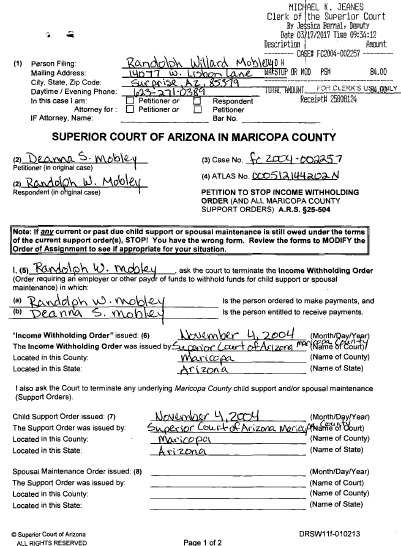 MICHAEL K. JEANES
Clerk of the Superior Court
By Jessica Bernal, Deputy
Date 03/17/2017 Time 09:34:12
Description Amount
CASE# FC2004-002257
WAKSTOP OR MOD PSM 84.00
TOTAL AMOUNT 84.00
FOR CLERK'S USE ONLY
Receipt# 25808124
(1) Person Filing: Randolph Willard Mobley
Mailing Address: 14077 W. Lisbon Lane
City, State, Zip Code: Surprise, AZ, 85379
Daytime / Evening Phone: 623-271-0389
In this case I am: Petitioner or Respondent
Attorney for: Petitioner or Respondent
IF Attorney, Name: Bar No.
SUPERIOR COURT OF ARIZONA IN MARICOPA COUNTY
(2) Deanna S. Mobley
Petitioner (in original case)
(2) Randolph W. Mobley
Respondent (in original case)
(3) Case No. fc 2004-002257
(4) ATLAS No. 000512144202N
PETITION TO STOP INCOME WITHHOLDING
ORDER (AND ALL MARICOPA COUNTY
SUPPORT ORDERS) A.R.S. §25-504
Note: If any current or past due child support or spousal maintenance is still owed under the terms
of the current support order(s), STOP! You have the wrong form. Review the forms to MODIFY the
Order of Assignment to see if appropriate for your situation.
I, (5) Randolph W. Mobley, ask the court to terminate the Income Withholding Order
(Order requiring an employer or other payor of funds to withhold funds for child support or spousal
maintenance) in which:
(a) Randolph W. Mobley Is the person ordered to make payments, and
(b) Deanna S. Mobley Is the person entitled to receive payments.
"Income Withholding Order" issued: (6) November 4, 2004 (Month/Day/Year)
The Income Withholding Order was issued by: Superior Court of Arizona Maricopa County (Name of Court)
Located in this County: Maricopa (Name of County)
Located in this State: Arizona (Name of State)
I also ask the Court to terminate any underlying Maricopa County child support and/or spousal maintenance
(Support Orders).
Child Support Order issued: (7) November 4, 2004 (Month/Day/Year)
The Support Order was issued by: Superior Court of Arizona Maricopa County (Name of Court)
Located in this County: Maricopa (Name of County)
Located in this State: Arizona (Name of State)
Spousal Maintenance Order issued: (8) (Month/Day/Year)
The Support Order was issued by: (Name of Court)
Located in this County: (Name of County)
Located in this State: (Name of State)
© Superior Court of Arizona
ALL RIGHTS RESERVED
Page 1 of 2
DRSW11f-010213